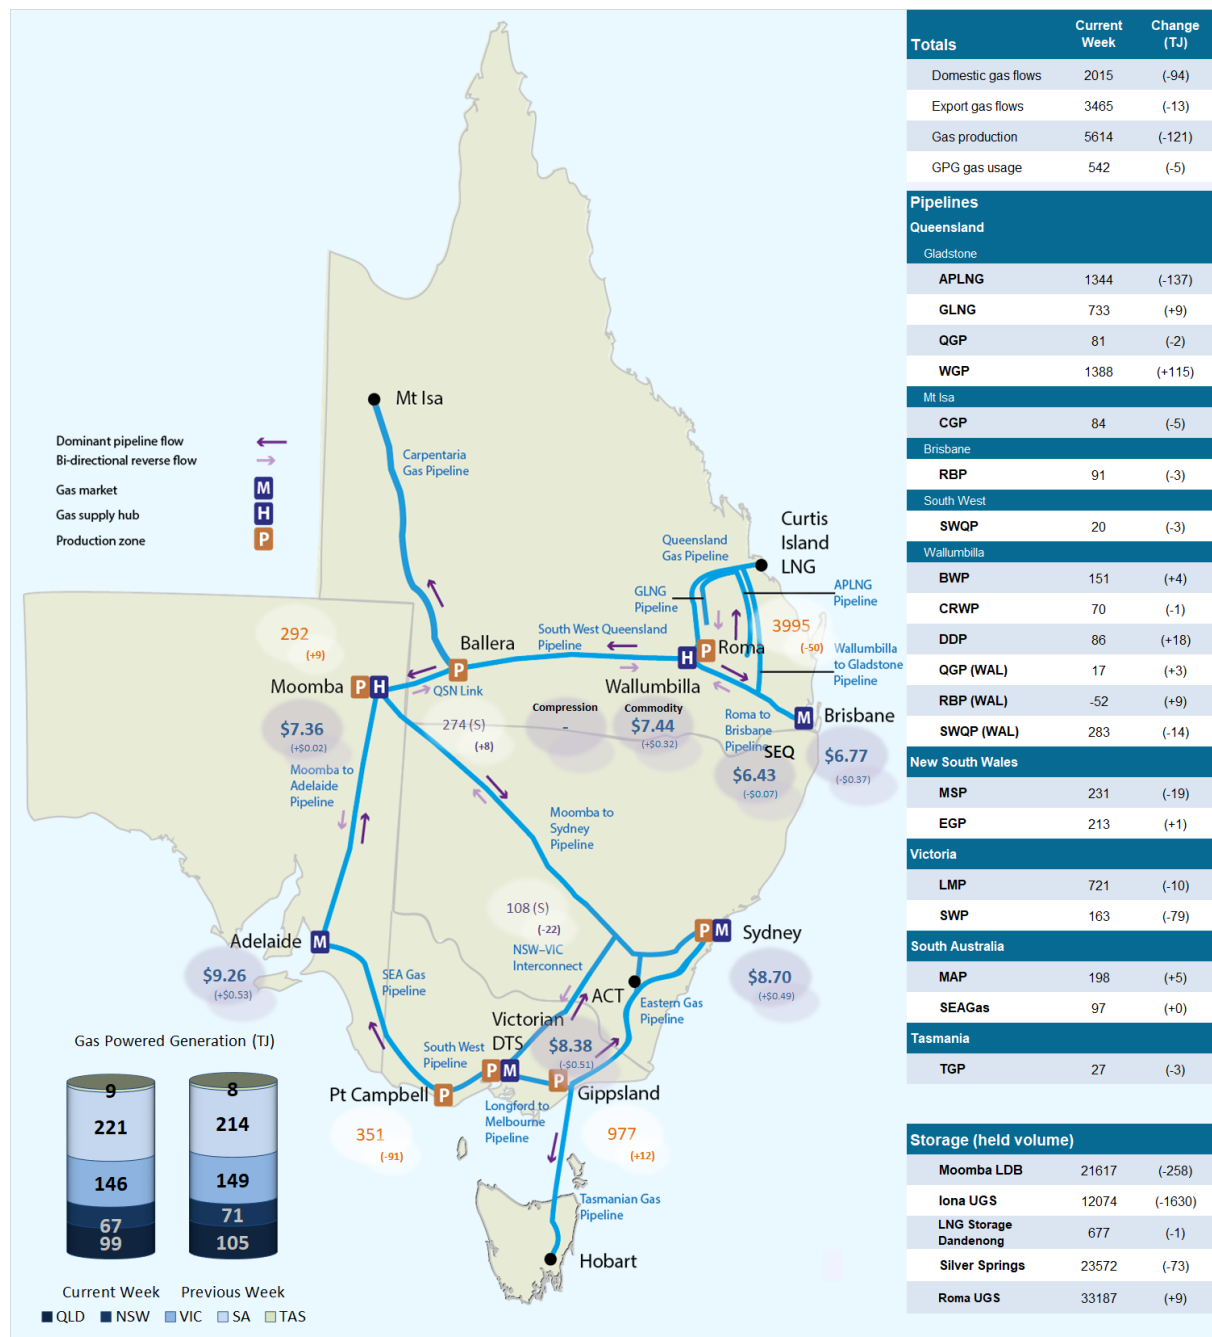 Mt Isa
Dominant pipeline flow
Bi-directional reverse flow
Gas market M
Gas supply hub H
Production zone P
Carpentaria
Gas Pipeline
Curtis
Island
LNG
Queensland
Gas Pipeline
GLNG
Pipeline
APLNG
Pipeline
292
(+9)
3995
(-50)
Ballera
P
South West Queensland
Pipeline
H P Roma
Wallumbilla
to Gladstone
Pipeline
Moomba P H
QSN Link
Wallumbilla
$7.36
(+$0.02)
274 (S)
(+8)
Compression
-
Commodity
$7.44
(+$0.32)
Roma to
Brisbane
Pipeline
M Brisbane
SEQ
$6.43
(-$0.07)
$6.77
(-$0.37)
Moomba to
Adelaide
Pipeline
Moomba to
Sydney
Pipeline
108 (S)
(-22)
NSW-VIC
Interconnect
P M Sydney
$8.70
(+$0.49)
Adelaide M
$9.26
(+$0.53)
SEA Gas
Pipeline
ACT
Eastern Gas
Pipeline
Victorian
DTS
$8.38
(-$0.51)
South West
Pipeline
P M
P
Gippsland
Pt Campbell P
Longford to
Melbourne
Pipeline
351
(-91)
977
(+12)
Tasmanian Gas
Pipeline
Hobart
Gas Powered Generation (TJ)
9
221
146
67
99
8
214
149
71
105
Current Week
Previous Week
QLD NSW VIC SA TAS
Totals Current Week Change (TJ)
Domestic gas flows 2015 (-94)
Export gas flows 3465 (-13)
Gas production 5614 (-121)
GPG gas usage 542 (-5)
Pipelines
Queensland
Gladstone
APLNG 1344 (-137)
GLNG 733 (+9)
QGP 81 (-2)
WGP 1388 (+115)
Mt Isa
CGP 84 (-5)
Brisbane
RBP 91 (-3)
South West
SWQP 20 (-3)
Wallumbilla
BWP 151 (+4)
CRWP 70 (-1)
DDP 86 (+18)
QGP (WAL) 17 (+3)
RBP (WAL) -52 (+9)
SWQP (WAL) 283 (-14)
New South Wales
MSP 231 (-19)
EGP 213 (+1)
Victoria
LMP 721 (-10)
SWP 163 (-79)
South Australia
MAP 198 (+5)
SEAGas 97 (+0)
Tasmania
TGP 27 (-3)
Storage (held volume)
Moomba LDB 21617 (-258)
Iona UGS 12074 (-1630)
LNG Storage
Dandenong 677 (-1)
Silver Springs 23572 (-73)
Roma UGS 33187 (+9)